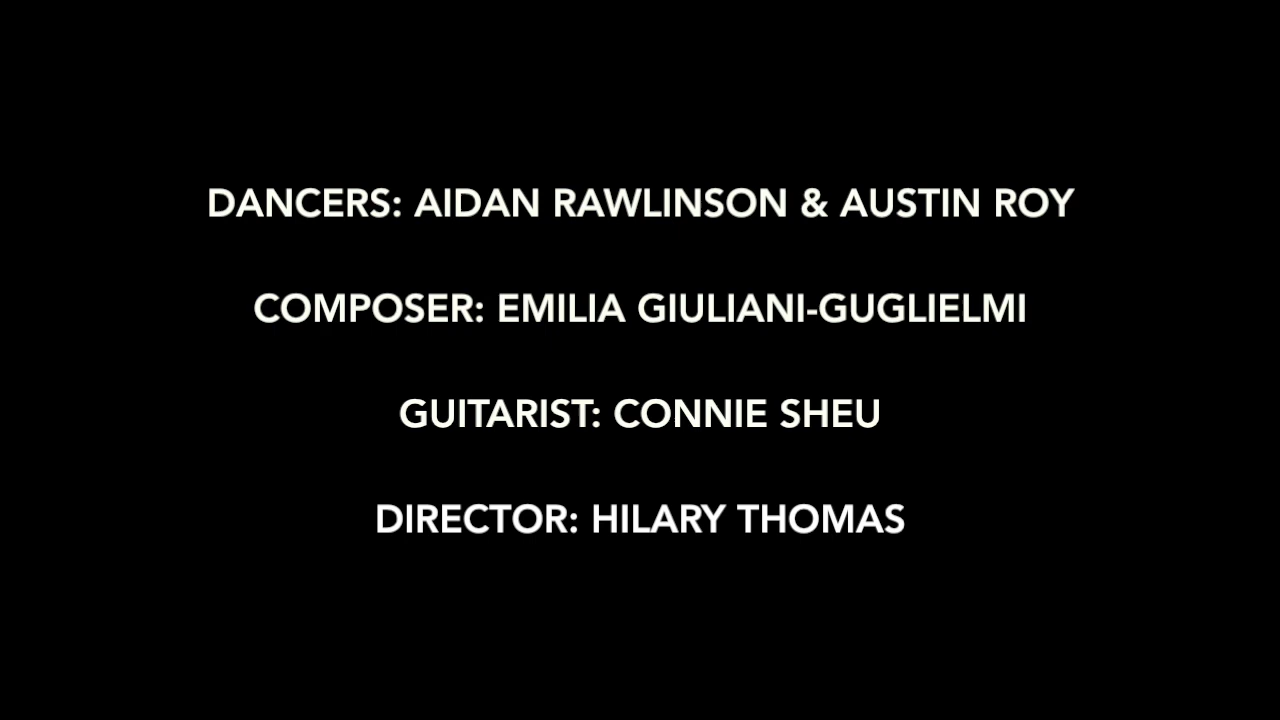 DANCERS: AIDAN RAWLINSON & AUSTIN ROY
COMPOSER: EMILIA GIULIANI-GUGLIELMI
GUITARIST: CONNIE SHEU
DIRECTOR: HILARY THOMAS